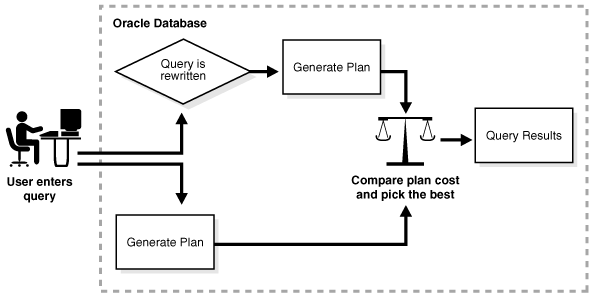 Oracle Database
Query is
rewritten
Generate Plan
Query Results
User enters
query
Compare plan cost
and pick the best
Generate Plan